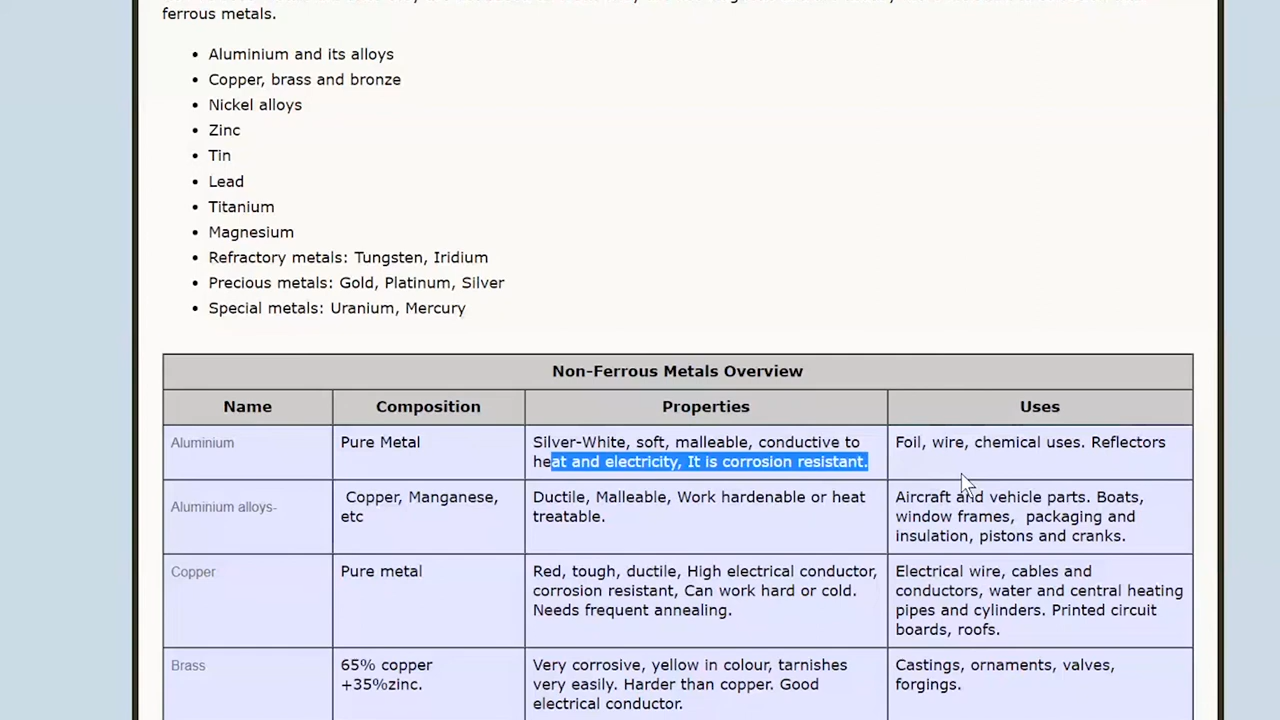 ferrous metals.
• Aluminium and its alloys
• Copper, brass and bronze
• Nickel alloys
• Zinc
• Tin
• Lead
• Titanium
• Magnesium
• Refractory metals: Tungsten, Iridium
• Precious metals: Gold, Platinum, Silver
• Special metals: Uranium, Mercury
Non-Ferrous Metals Overview
Name Composition Properties Uses
Aluminium
Pure Metal
Silver-White, soft, malleable, conductive to
heat and electricity, It is corrosion resistant.
Foil, wire, chemical uses. Reflectors
Aluminium alloys-
Copper, Manganese,
etc
Ductile, Malleable, Work hardenable or heat
treatable.
Aircraft and vehicle parts. Boats,
window frames, packaging and
insulation, pistons and cranks.
Copper
Pure metal
Red, tough, ductile, High electrical conductor,
corrosion resistant, Can work hard or cold.
Needs frequent annealing.
Electrical wire, cables and
conductors, water and central heating
pipes and cylinders. Printed circuit
boards, roofs.
Brass
65% copper
+35%zinc.
Very corrosive, yellow in colour, tarnishes
very easily. Harder than copper. Good
electrical conductor.
Castings, ornaments, valves,
forgings.